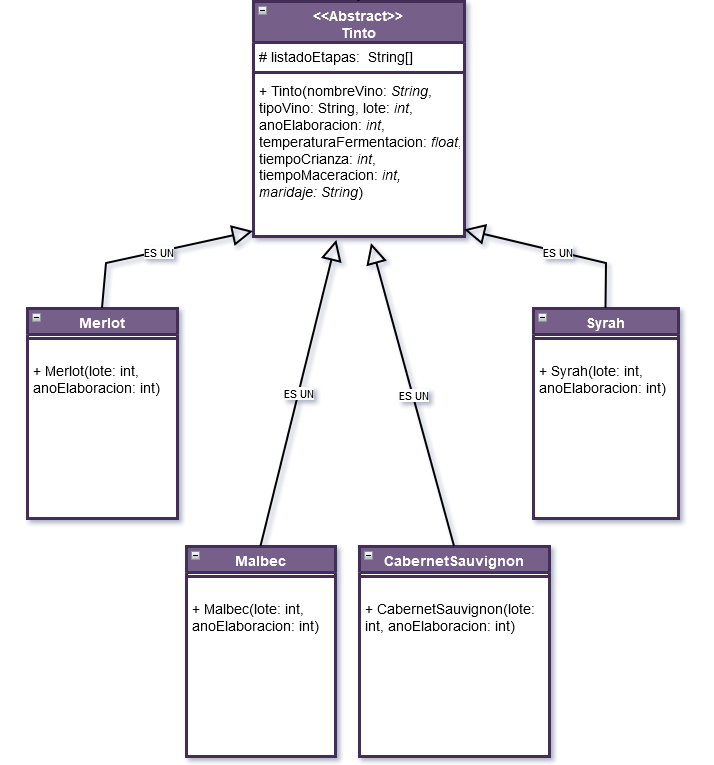 <<Abstract>>
Tinto
# listadoEtapas: String[]
+ Tinto(nombreVino: String,
tipoVino: String, lote: int,
anoElaboracion: int,
temperaturaFermentacion: float,
tiempoCrianza: int,
tiempoMaceracion: int,
maridaje: String)
ES UN
ES UN
Merlot
+ Merlot(lote: int,
anoElaboracion: int)
Syrah
+ Syrah(lote: int,
anoElaboracion: int)
ES UN
ES UN
Malbec
+ Malbec(lote: int,
anoElaboracion: int)
CabernetSauvignon
+ CabernetSauvignon(lote:
int, anoElaboracion: int)